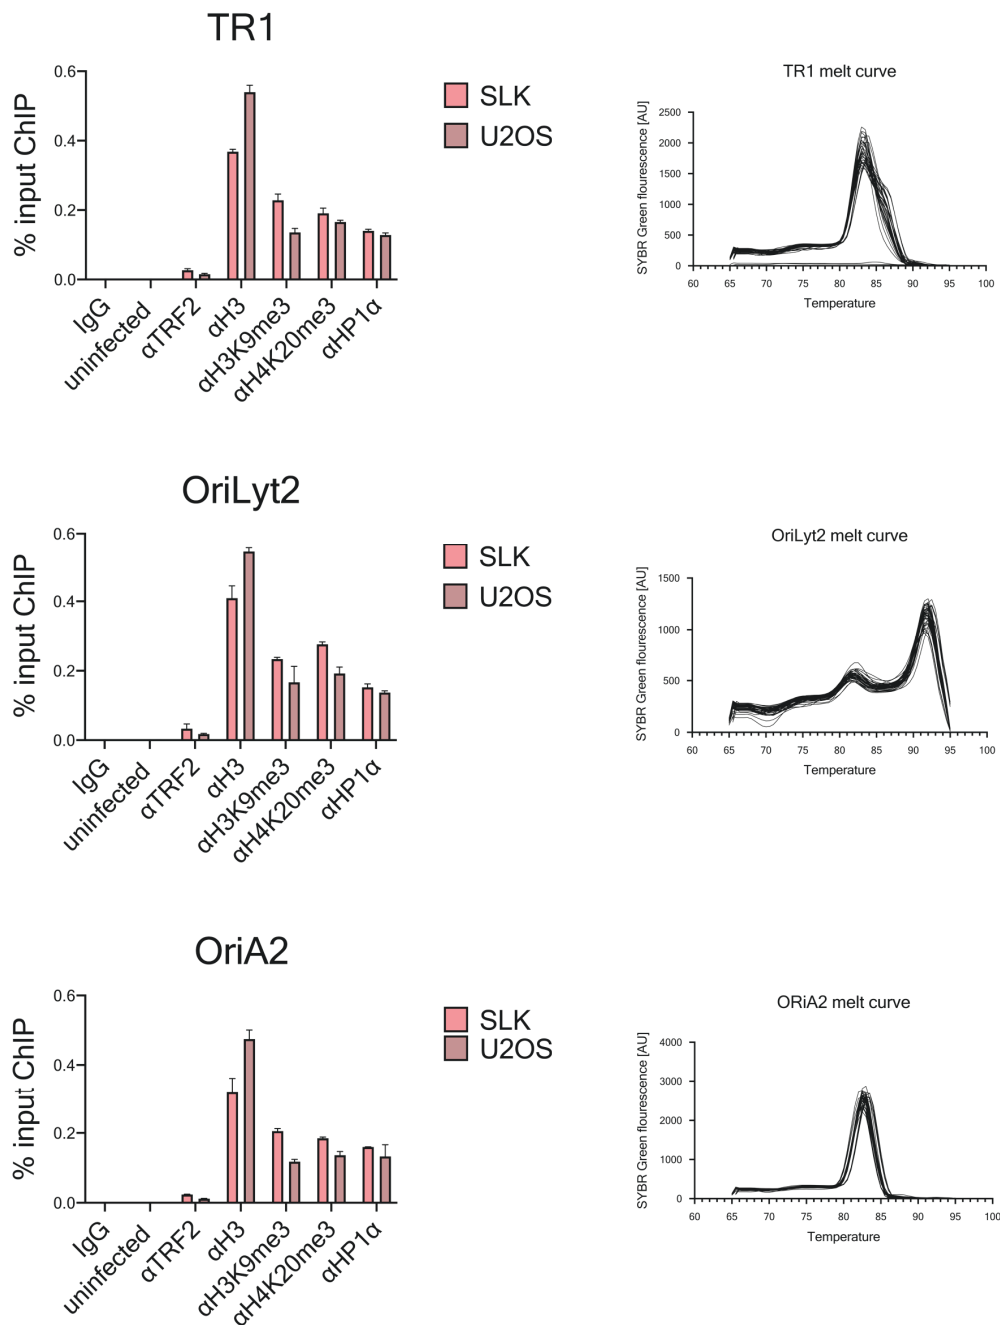 TR1
% input ChIP
0.6
0.4
0.2
0.0
IgG
uninfected
αTRF2
αH3
αH3K9me3
αH4K20me3
αHP1α
SLK
U2OS
TR1 melt curve
SYBR Green flourescence [AU]
2500
2000
1500
1000
500
0
60 65 70 75 80 85 90 95 100
Temperature
OriLyt2
% input ChIP
0.6
0.4
0.2
0.0
IgG
uninfected
αTRF2
αH3
αH3K9me3
αH4K20me3
αHP1α
SLK
U2OS
OriLyt2 melt curve
SYBR Green flourescence [AU]
1500
1000
500
0
60 65 70 75 80 85 90 95 100
Temperature
OriA2
% input ChIP
0.6
0.4
0.2
0.0
IgG
uninfected
αTRF2
αH3
αH3K9me3
αH4K20me3
αHP1α
SLK
U2OS
ORiA2 melt curve
SYBR Green flourescence [AU]
4000
3000
2000
1000
0
60 65 70 75 80 85 90 95 100
Temperature